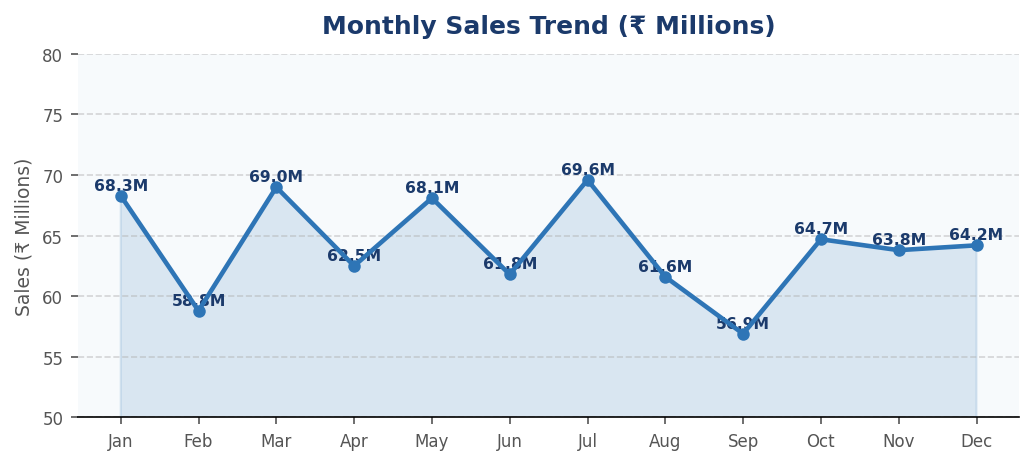 Monthly Sales Trend (₹ Millions)
Sales (₹ Millions)
80
75
70
65
60
55
50
68.3M
58.8M
69.0M
62.5M
68.1M
61.8M
69.6M
61.6M
56.9M
64.7M
63.8M
64.2M
Jan Feb Mar Apr May Jun Jul Aug Sep Oct Nov Dec